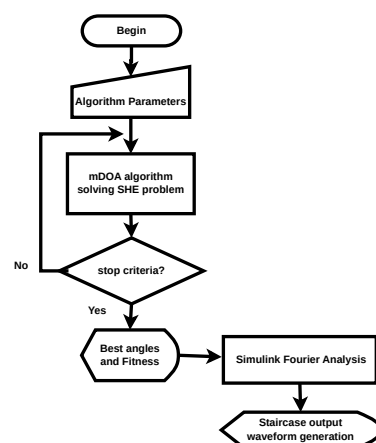 Begin
Algorithm Parameters
mDOA algorithm
solving SHE problem
No
stop criteria?
Yes
Best angles
and Fitness
Simulink Fourier Analysis
Staircase output
waveform generation